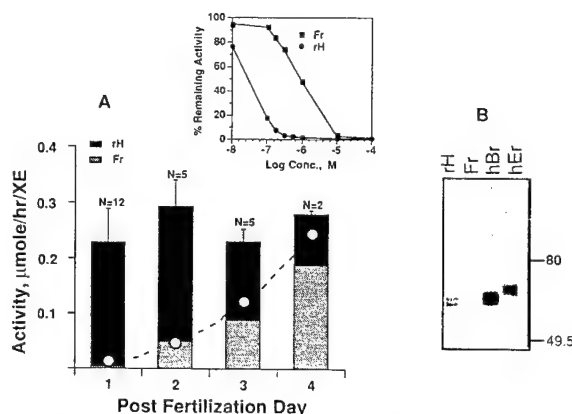 Fr
rH
% Remaining Activity
100
80
60
40
20
0
-8
-7
-6
-5
-4
Log Conc., M
A
rH
Fr
Activity, µmole/hr/XE
0.4
0.3
0.2
0.1
N=12
N=5
N=5
N=2
1
2
3
4
Post Fertilization Day
B
rH
Fr
hBr
hEr
80
49.5